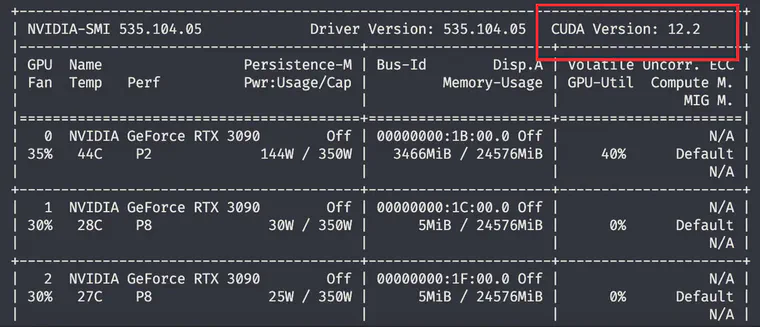 +---------------------------------------------------------------------------------------+
| NVIDIA-SMI 535.104.05             Driver Version: 535.104.05   CUDA Version: 12.2     |
|-----------------------------------------+----------------------+----------------------+
| GPU  Name                 Persistence-M | Bus-Id        Disp.A | Volatile Uncorr. ECC |
| Fan  Temp   Perf          Pwr:Usage/Cap |         Memory-Usage | GPU-Util  Compute M. |
|                                         |                      |               MIG M. |
|=========================================+======================+======================|
|   0  NVIDIA GeForce RTX 3090        Off | 00000000:1B:00.0 Off |                  N/A |
| 35%   44C    P2             144W / 350W |  3466MiB / 24576MiB |     40%      Default |
|                                         |                      |                  N/A |
+-----------------------------------------+----------------------+----------------------+
|   1  NVIDIA GeForce RTX 3090        Off | 00000000:1C:00.0 Off |                  N/A |
| 30%   28C    P8              30W / 350W |     5MiB / 24576MiB |      0%      Default |
|                                         |                      |                  N/A |
+-----------------------------------------+----------------------+----------------------+
|   2  NVIDIA GeForce RTX 3090        Off | 00000000:1F:00.0 Off |                  N/A |
| 30%   27C    P8              25W / 350W |     5MiB / 24576MiB |      0%      Default |
|                                         |                      |                  N/A |